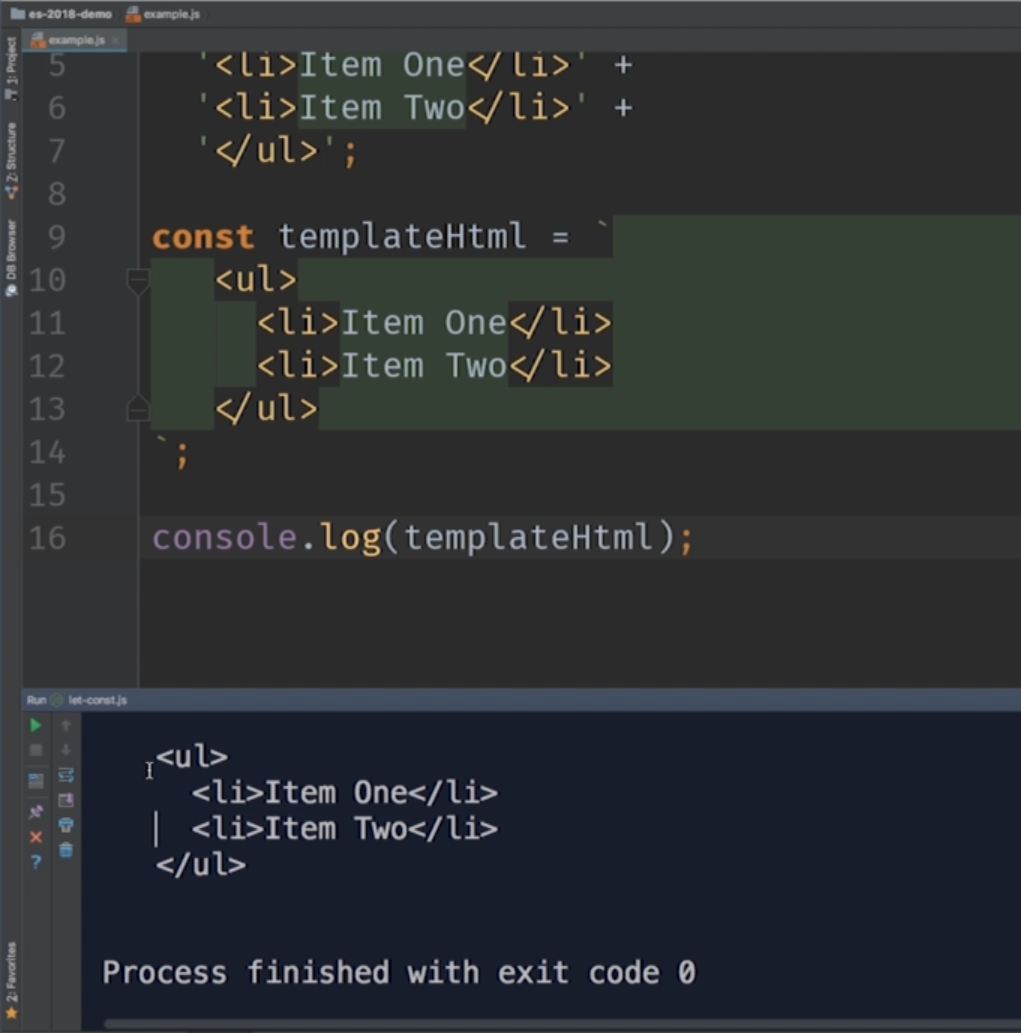 es-2018-demo example.js
example.js
1: Project
Z: Structure
DB Browser
2: Favorites
5 '<li>Item One</li>' +
6 '<li>Item Two</li>' +
7 '</ul>';
8
9 const templateHtml = `
10 <ul>
11 <li>Item One</li>
12 <li>Item Two</li>
13 </ul>
14 `;
15
16 console.log(templateHtml);
Run let-const.js
<ul>
<li>Item One</li>
<li>Item Two</li>
</ul>
Process finished with exit code 0